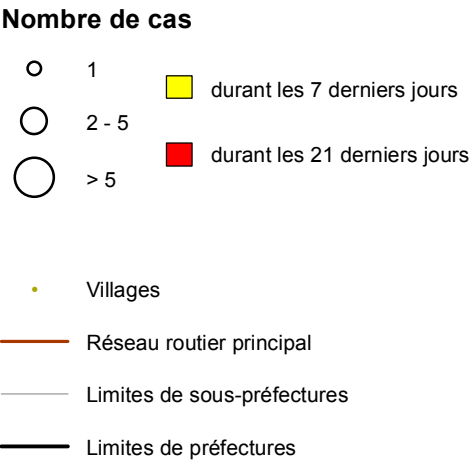 Nombre de cas
1
durant les 7 derniers jours
2 - 5
durant les 21 derniers jours
> 5
Villages
Réseau routier principal
Limites de sous-préfectures
Limites de préfectures